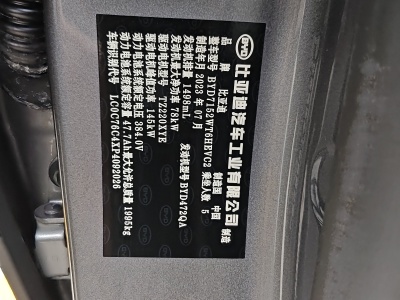 BYD
比亚迪汽车工业有限公司 制造
品牌 比亚迪 制造国 中国
整车型号 BYD7152WT6HEVC2 乘坐人数 5
制造年月 2023年07月
发动机排量 1498mL 发动机型号 BYD472QA
发动机最大净功率 78kW
驱动电机型号 TZ220XYE
驱动电机峰值功率 145kW
动力电池系统额定电压 384.0V
动力电池系统额定容量 47.7Ah 最大允许总质量 1995kg
车辆识别代号 LC0C76C4XP4092026